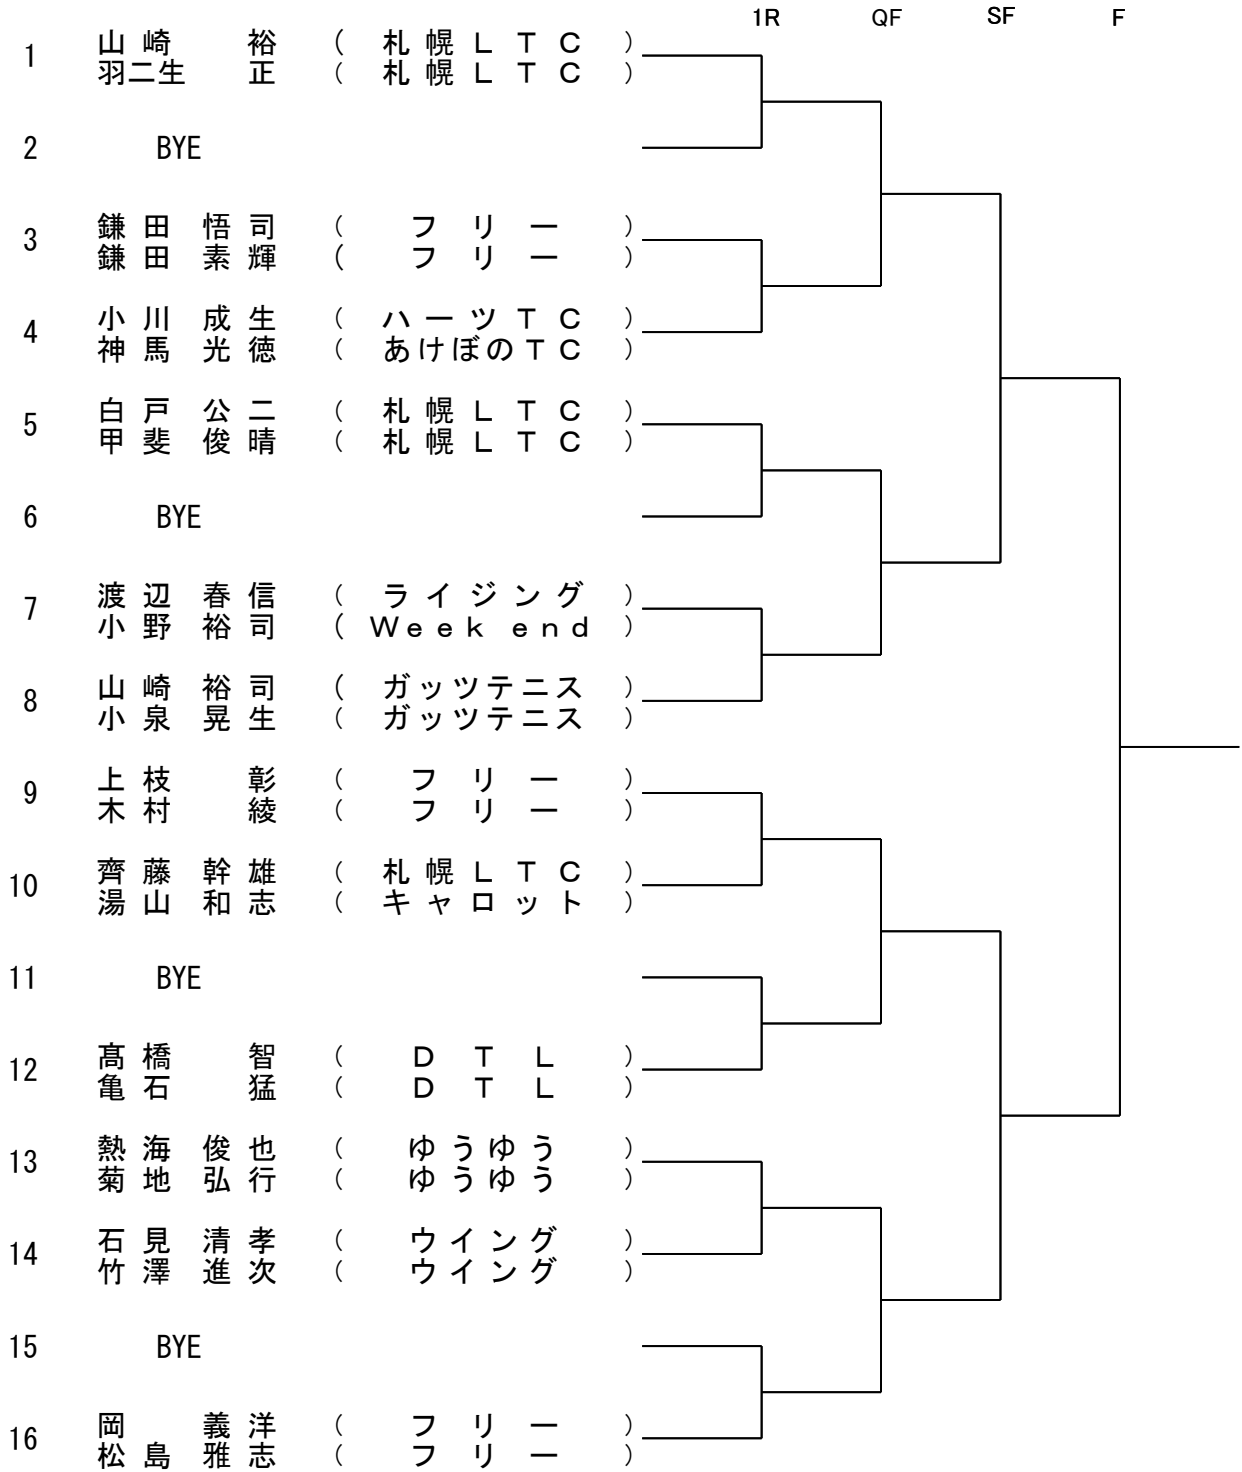 1R QF SF F
1 山崎 裕 ( 札幌LTC )
羽二生 正 ( 札幌LTC )
2 BYE
3 鎌田 悟司 ( フリー )
鎌田 素輝 ( フリー )
4 小川 成生 ( ハーツTC )
神馬 光徳 ( あけぼのTC )
5 白戸 公二 ( 札幌LTC )
甲斐 俊晴 ( 札幌LTC )
6 BYE
7 渡辺 春信 ( ライジング )
小野 裕司 ( Week end )
8 山崎 裕司 ( ガッツテニス )
小泉 晃生 ( ガッツテニス )
9 上枝 彰 ( フリー )
木村 綾 ( フリー )
10 齊藤 幹雄 ( 札幌LTC )
湯山 和志 ( キャロット )
11 BYE
12 髙橋 智 ( DTL )
亀石 猛 ( DTL )
13 熱海 俊也 ( ゆうゆう )
菊地 弘行 ( ゆうゆう )
14 石見 清孝 ( ウイング )
竹澤 進次 ( ウイング )
15 BYE
16 岡 義洋 ( フリー )
松島 雅志 ( フリー )